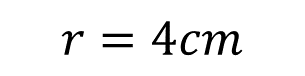 r = 4cm